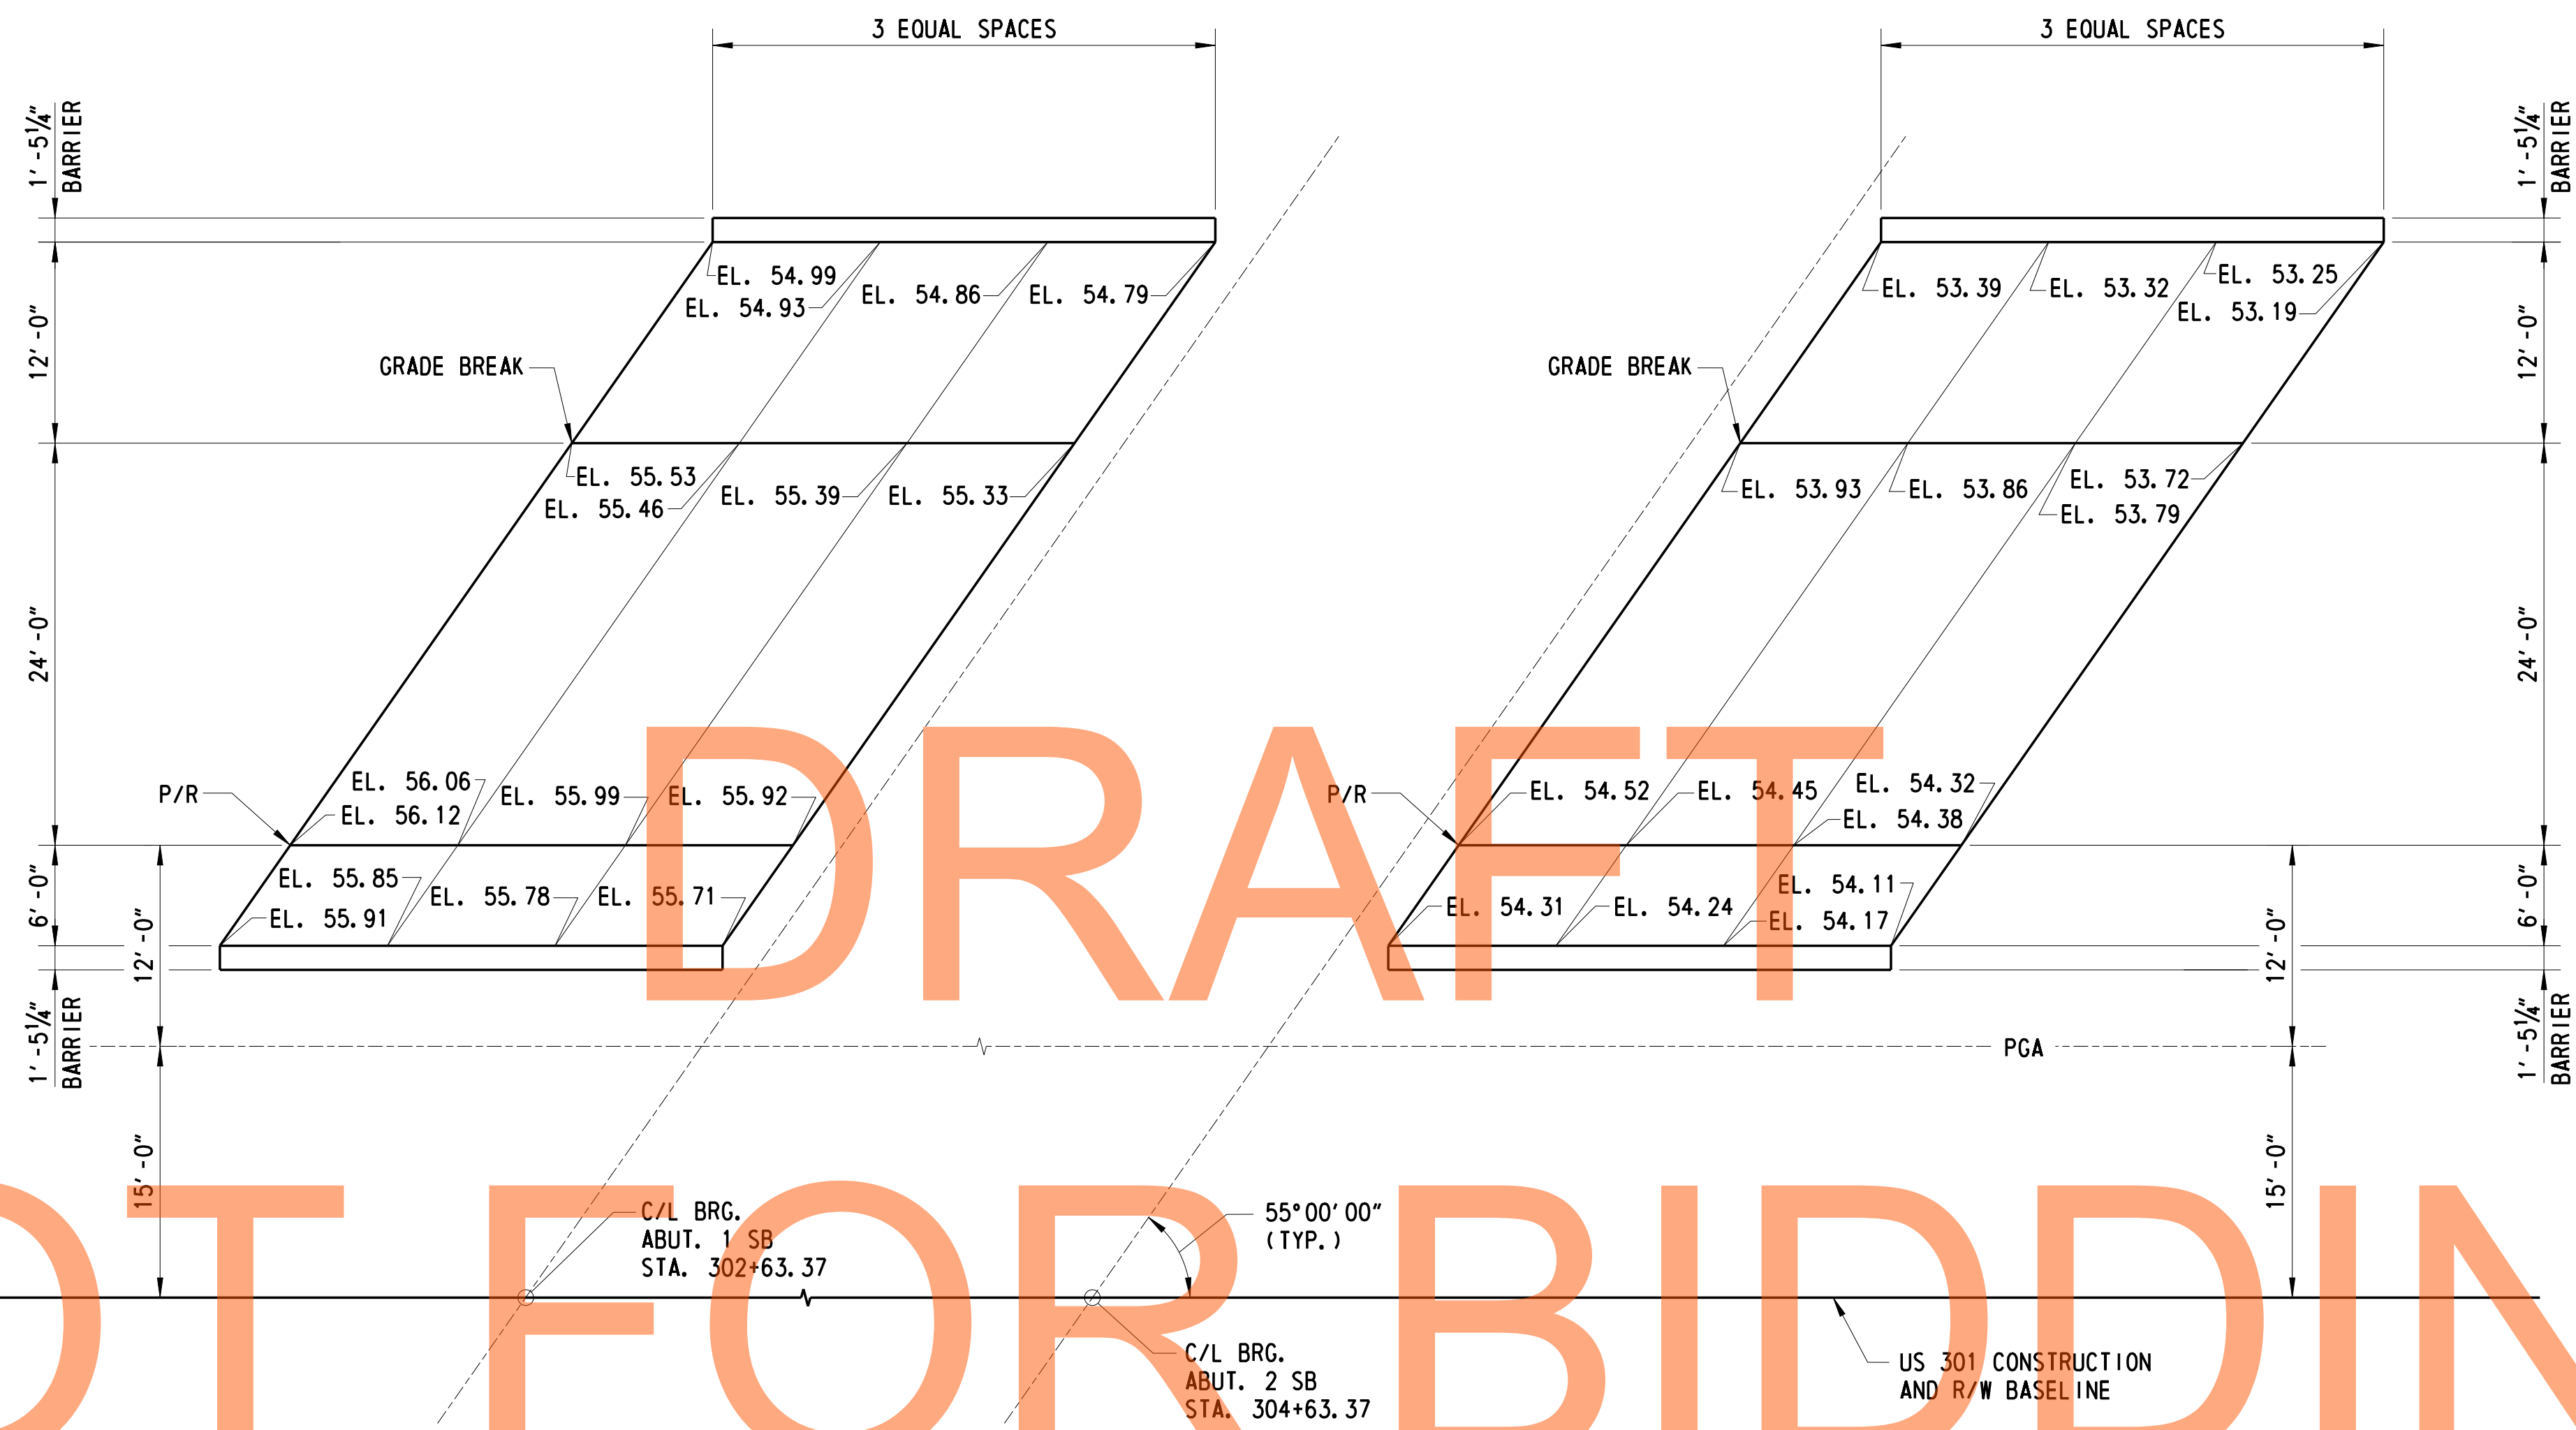 3 EQUAL SPACES
3 EQUAL SPACES
1'-5¼"
BARRIER
1'-5¼"
BARRIER
EL. 54.99
EL. 54.93
EL. 54.86
EL. 54.79
EL. 53.39
EL. 53.32
EL. 53.25
EL. 53.19
12'-0"
12'-0"
GRADE BREAK
GRADE BREAK
EL. 55.53
EL. 55.46
EL. 55.39
EL. 55.33
EL. 53.93
EL. 53.86
EL. 53.72
EL. 53.79
24'-0"
24'-0"
DRAFT
P/R
EL. 56.06
EL. 56.12
EL. 55.99
EL. 55.92
P/R
EL. 54.52
EL. 54.45
EL. 54.32
EL. 54.38
EL. 55.85
EL. 55.91
EL. 55.78
EL. 55.71
EL. 54.31
EL. 54.24
EL. 54.11
EL. 54.17
6'-0"
12'-0"
12'-0"
6'-0"
1'-5¼"
BARRIER
1'-5¼"
BARRIER
PGA
15'-0"
15'-0"
C/L BRG.
ABUT. 1 SB
STA. 302+63.37
55°00'00"
(TYP.)
C/L BRG.
ABUT. 2 SB
STA. 304+63.37
US 301 CONSTRUCTION
AND R/W BASELINE
OT FOR BIDDIN